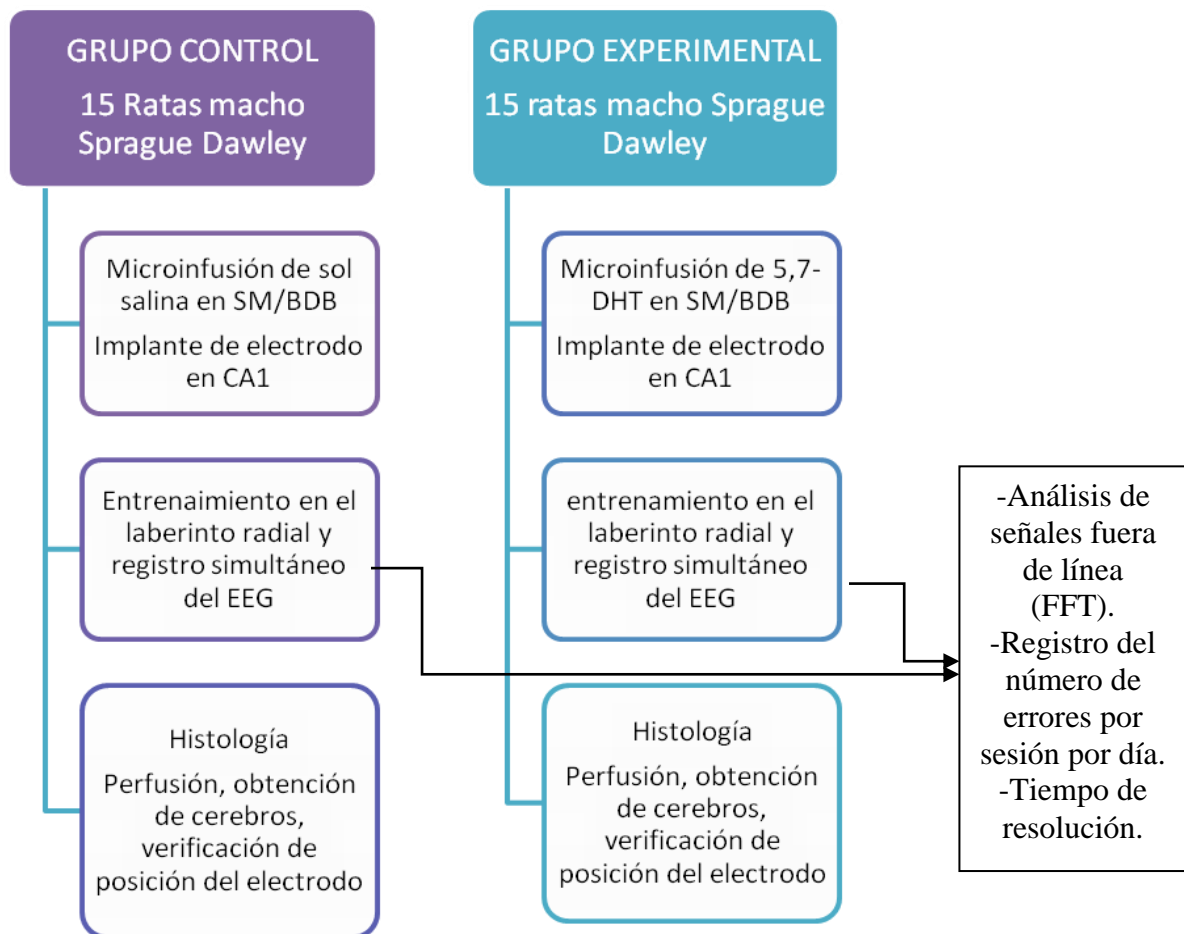 GRUPO CONTROL
15 Ratas macho
Sprague Dawley
Microinfusión de sol
salina en SM/BDB
Implante de electrodo
en CA1
Entrenaimiento en el
laberinto radial y
registro simultáneo
del EEG
Histología
Perfusión, obtención
de cerebros,
verificación de
posición del electrodo
GRUPO EXPERIMENTAL
15 ratas macho Sprague
Dawley
Microinfusión de 5,7-
DHT en SM/BDB
Implante de electrodo
en CA1
entrenamiento en el
laberinto radial y
registro simultáneo
del EEG
Histología
Perfusión, obtención
de cerebros,
verificación de
posición del electrodo
-Análisis de
señales fuera
de línea
(FFT).
-Registro del
número de
errores por
sesión por día.
-Tiempo de
resolución.